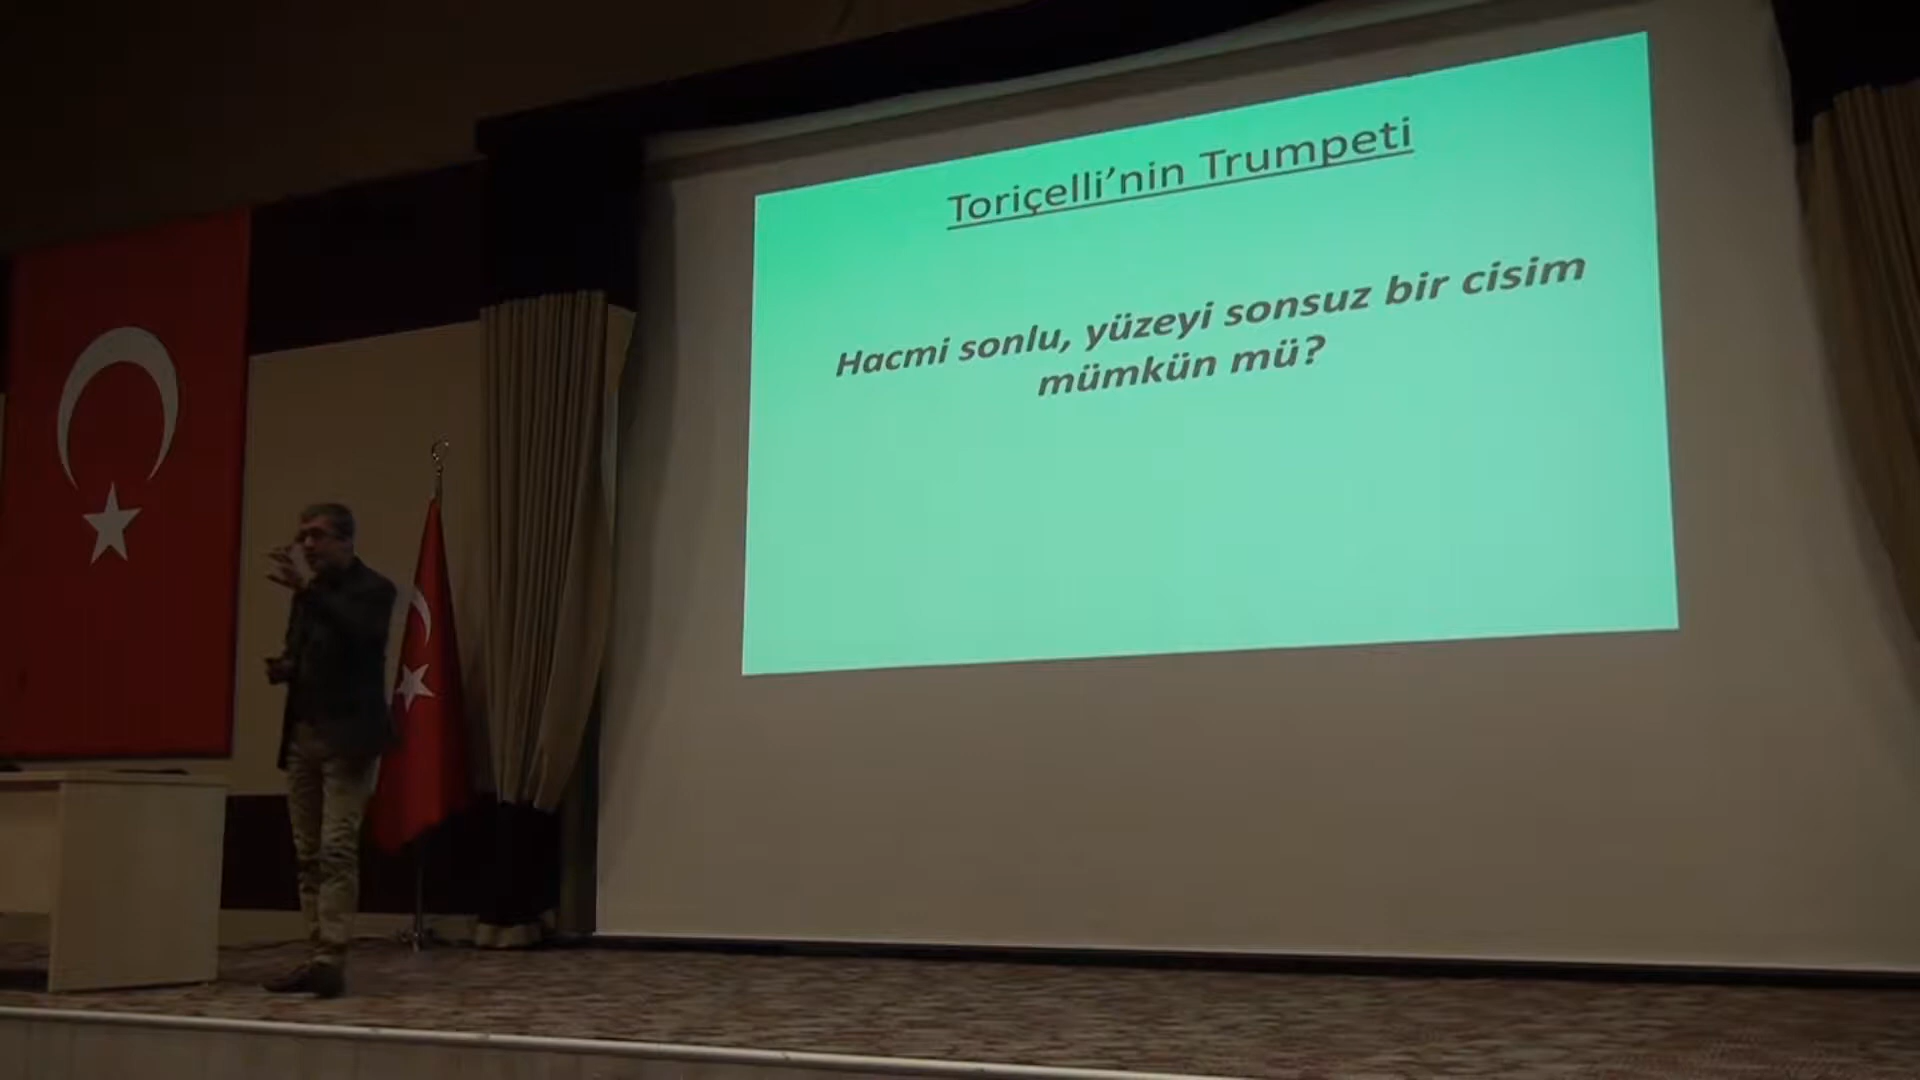 Toriçelli’nin Trumpeti
Hacmi sonlu, yüzeyi sonsuz bir cisim
mümkün mü?